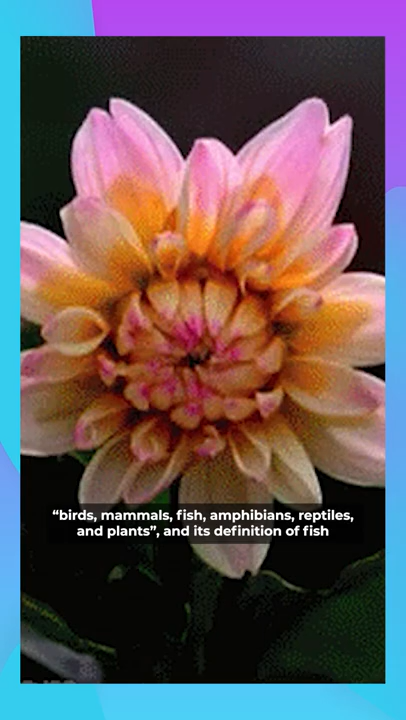 “birds, mammals, fish, amphibians, reptiles,
and plants”, and its definition of fish